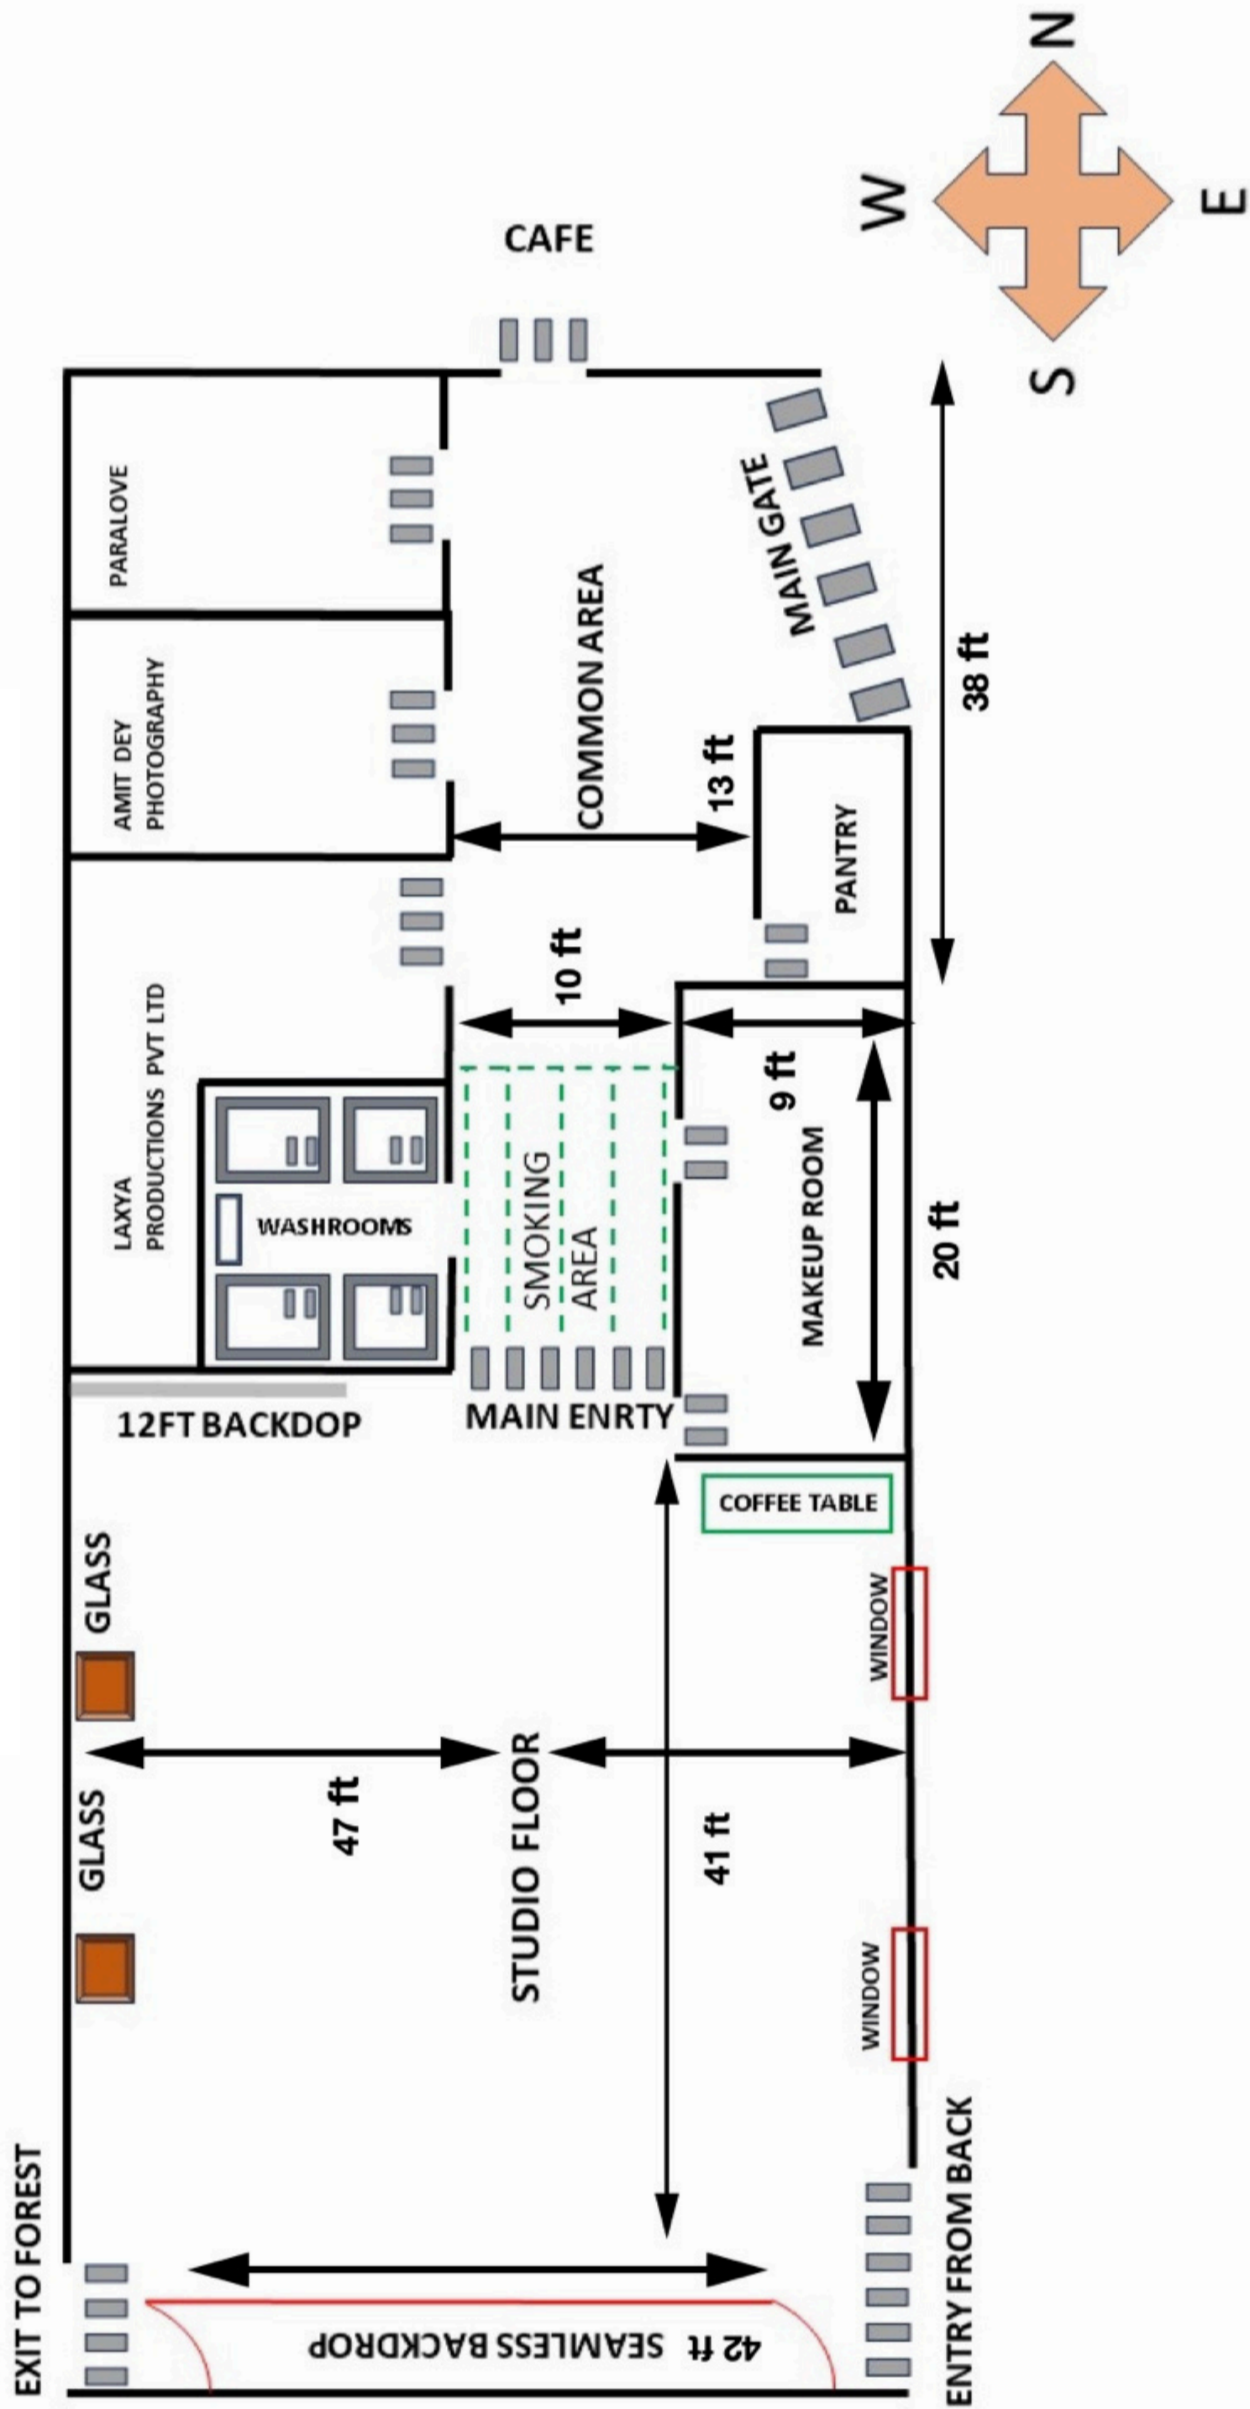 N
W
E
S
CAFE
PARALOVE
MAIN GATE
COMMON AREA
AMIT DEY
PHOTOGRAPHY
38 ft
13 ft
PANTRY
10 ft
LAXYA
PRODUCTIONS PVT LTD
9 ft
WASHROOMS
SMOKING
AREA
MAKEUP ROOM
20 ft
12FT BACKDOP
MAIN ENRTY
COFFEE TABLE
GLASS
WINDOW
GLASS
47 ft
STUDIO FLOOR
41 ft
WINDOW
EXIT TO FOREST
42 ft SEAMLESS BACKDROP
ENTRY FROM BACK